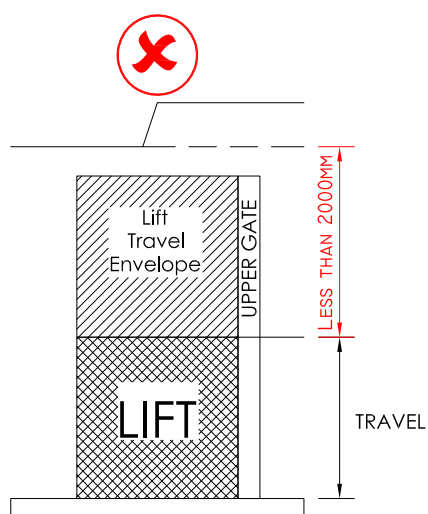 Lift
Travel
Envelope
UPPER GATE
LESS THAN 2000MM
LIFT
TRAVEL